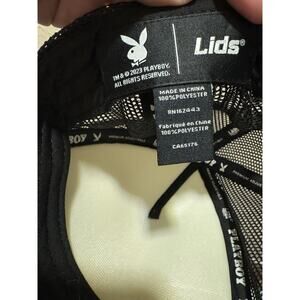 Lids®
TM & © 2023 PLAYBOY.
ALL RIGHTS RESERVED.
MADE IN CHINA
100%POLYESTER
RN162443
Fabriqué en Chine
100%POLYESTER
CA65176
PLAYBOY